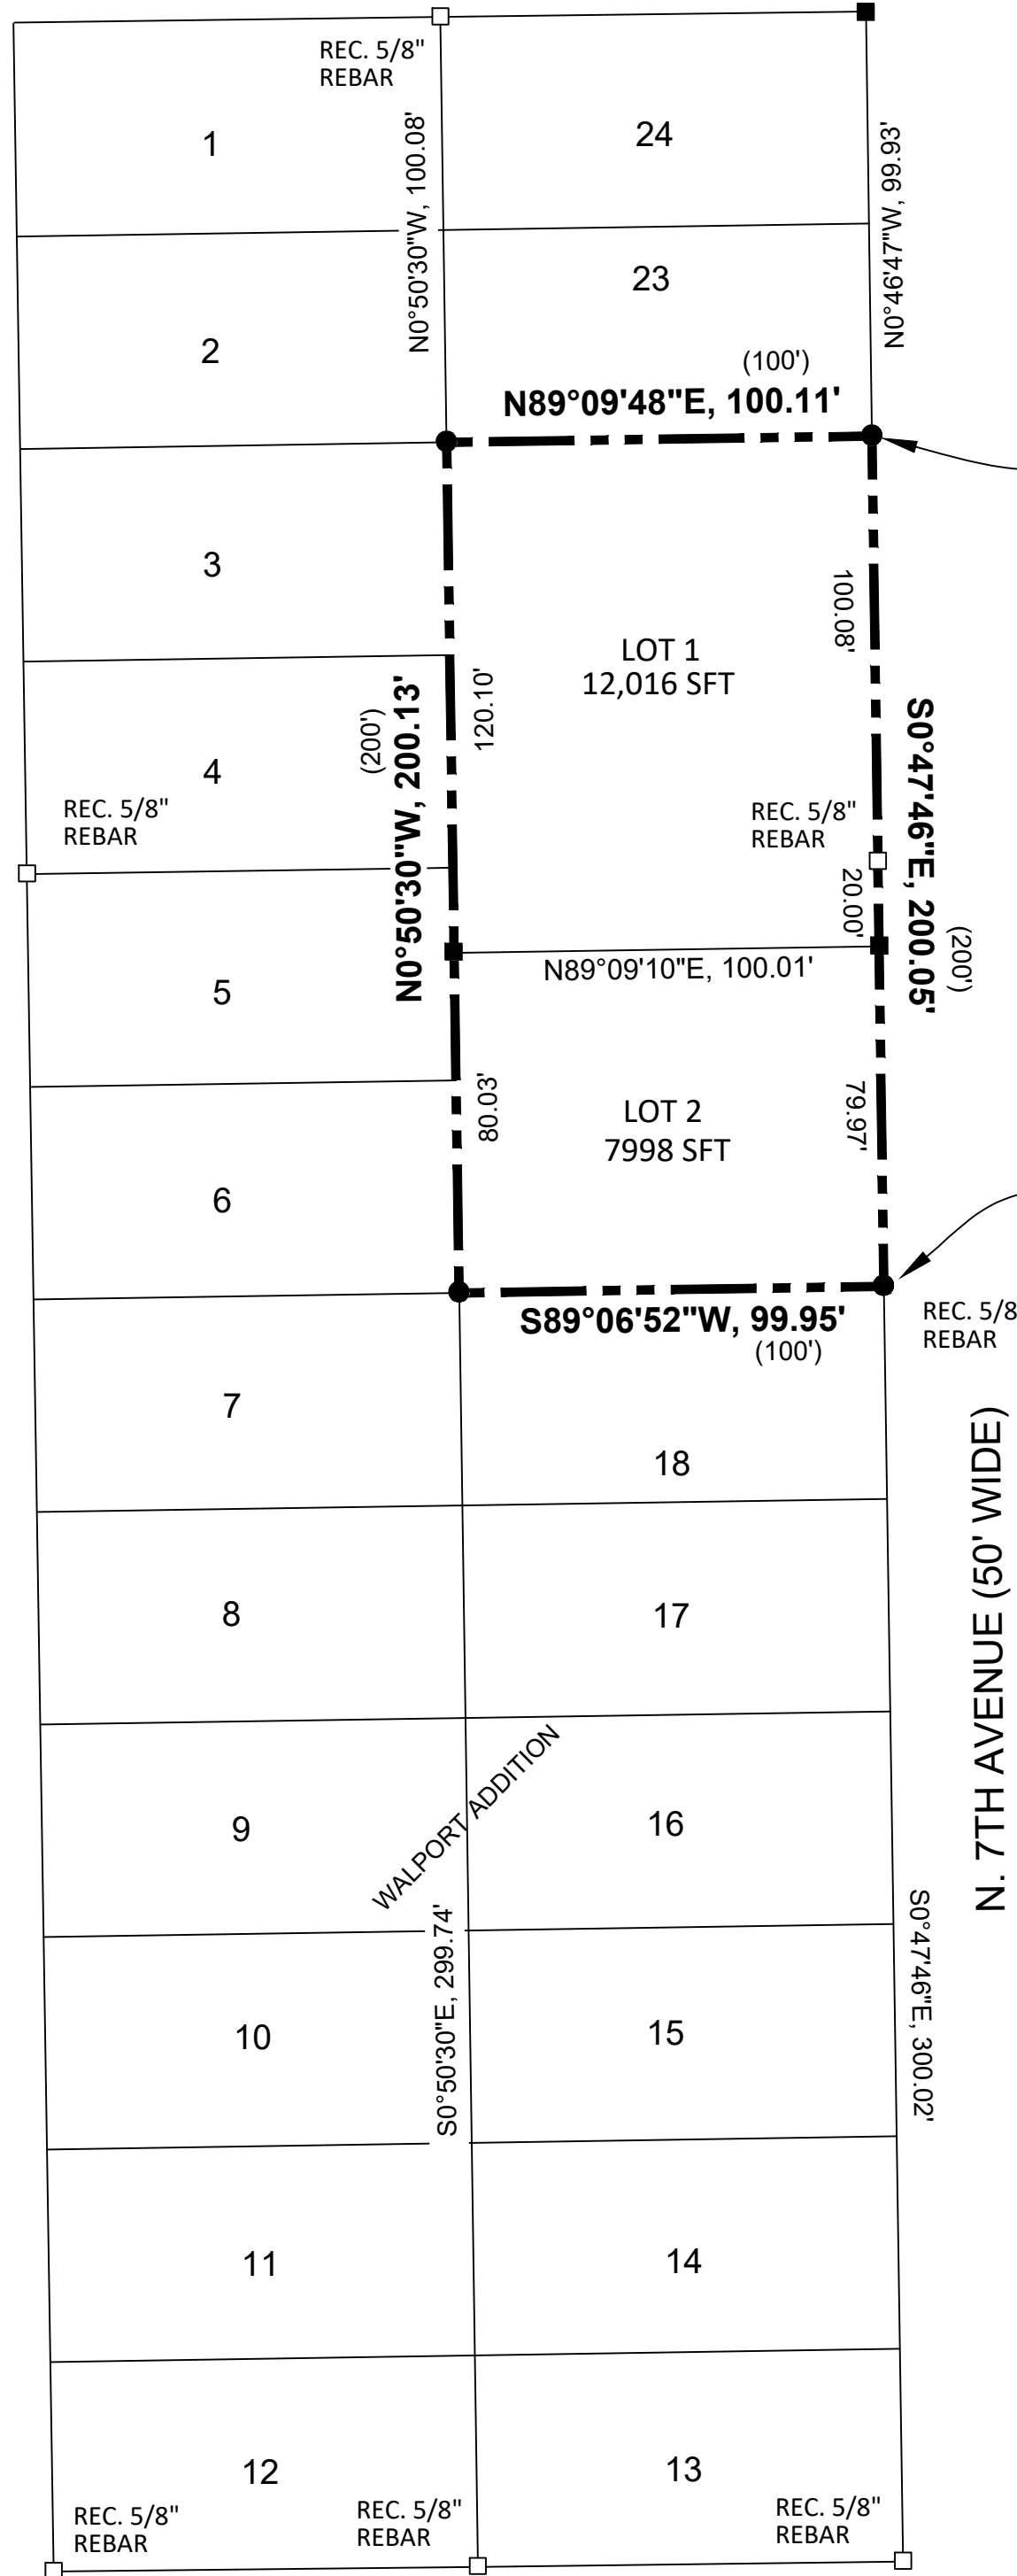 REC. 5/8"
REBAR
1
24
N0°50'30"W, 100.08'
N0°46'47"W, 99.93'
2
23
(100')
N89°09'48"E, 100.11'
3
100.08'
LOT 1
12,016 SFT
120.10'
N0°50'30"W, 200.13'
(200')
S0°47'46"E, 200.05'
(200')
4
REC. 5/8"
REBAR
REC. 5/8"
REBAR
20.00'
N89°09'10"E, 100.01'
5
80.03'
79.97'
LOT 2
7998 SFT
6
S89°06'52"W, 99.95'
(100')
REC. 5/8
REBAR
7
18
N. 7TH AVENUE (50' WIDE)
8
17
WALPORT ADDITION
9
16
S0°50'30"E, 299.74'
S0°47'46"E, 300.02'
10
15
11
14
12
13
REC. 5/8"
REBAR
REC. 5/8"
REBAR
REC. 5/8"
REBAR